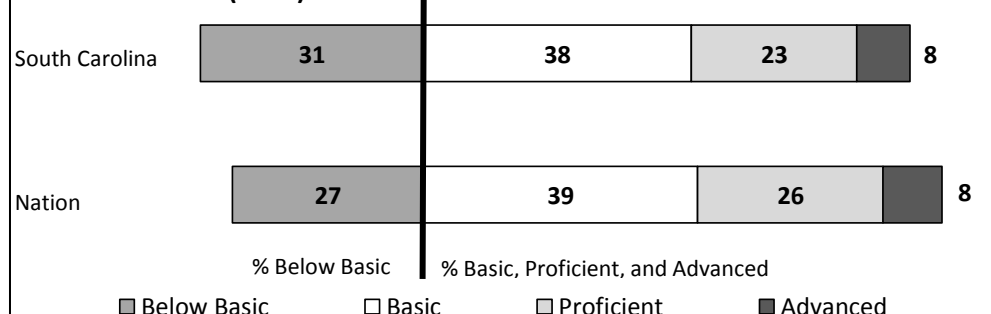 South Carolina 31 38 23 8
Nation 27 39 26 8
% Below Basic % Basic, Proficient, and Advanced
Below Basic Basic Proficient Advanced